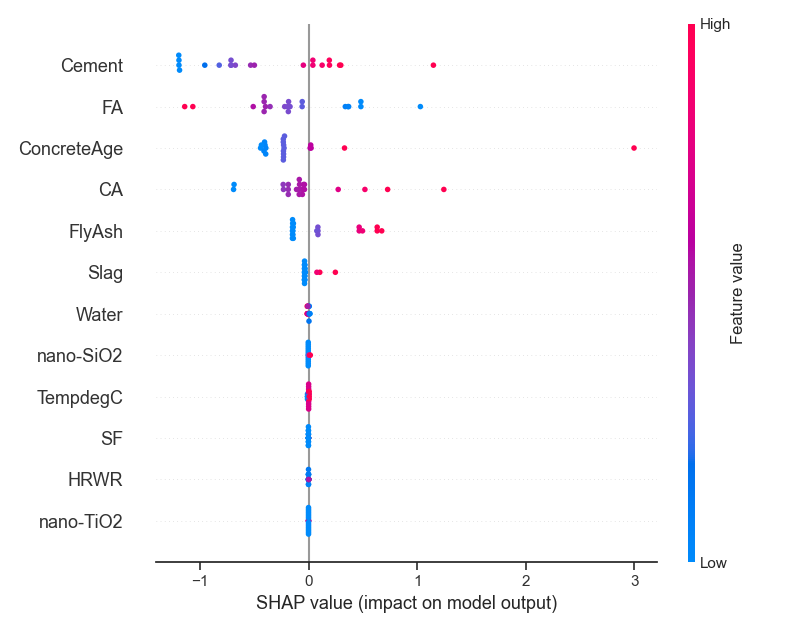 High
Cement
FA
ConcreteAge
CA
FlyAsh
Slag
Water
nano-SiO2
TempdegC
SF
HRWR
nano-TiO2
Feature value
Low
−1 0 1 2 3
SHAP value (impact on model output)